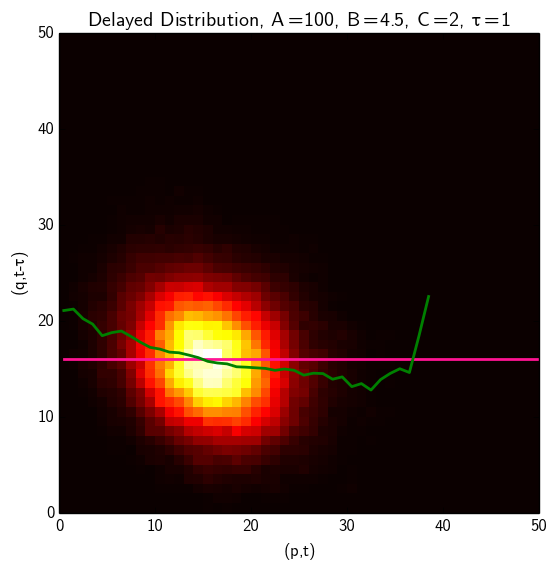 Delayed Distribution, A=100, B=4.5, C=2, τ=1
50
40
30
20
10
0
(q,t-τ)
0 10 20 30 40 50
(p,t)